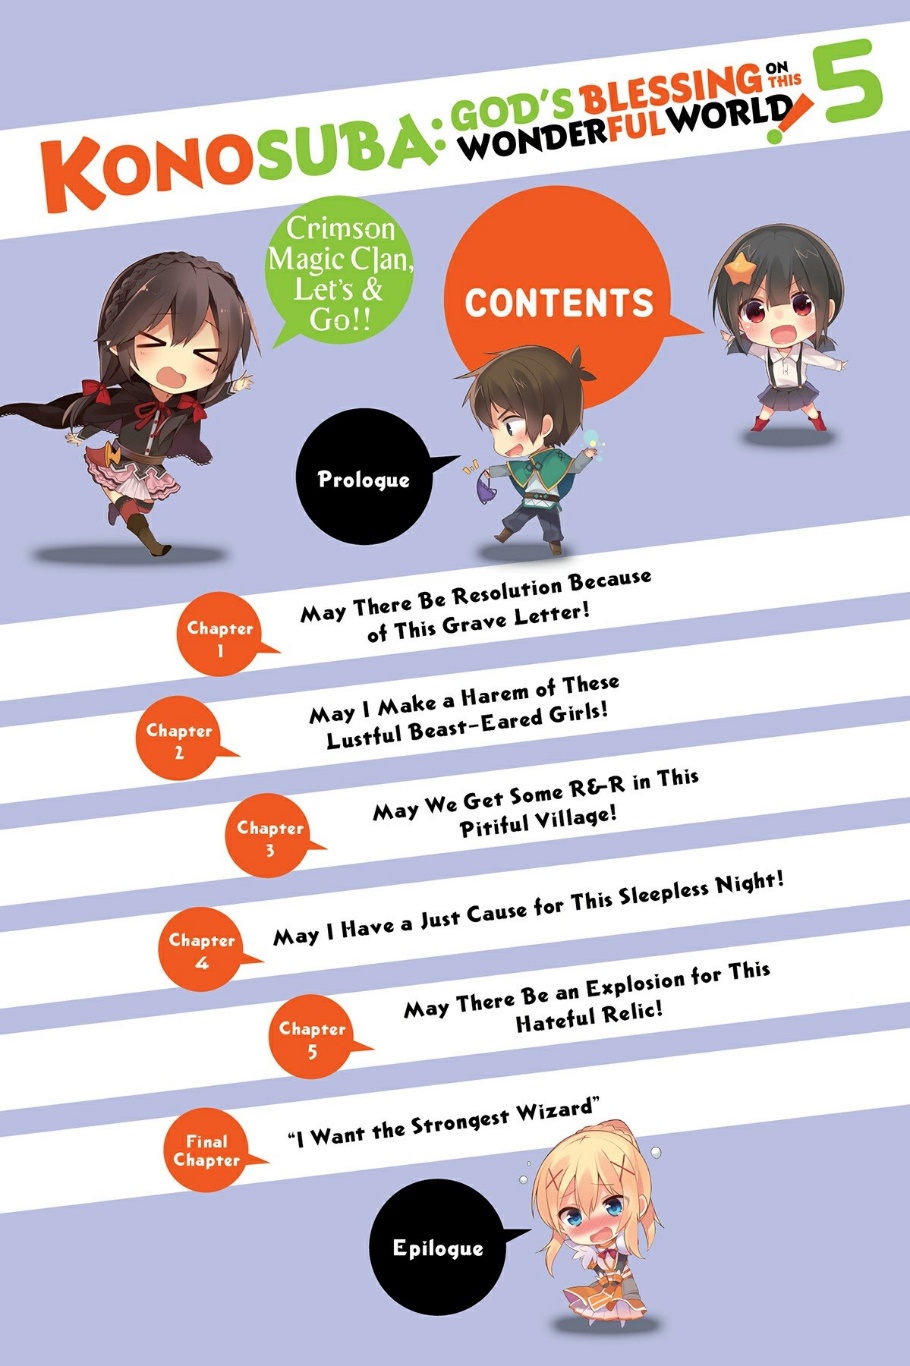 KONOSUBA: GOD'S BLESSING ON THIS
WONDERFUL WORLD! 5
Crimson
Magic Clan,
Let's &
Go!!
CONTENTS
Prologue
Chapter
1
May There Be Resolution Because
of This Grave Letter!
Chapter
2
May I Make a Harem of These
Lustful Beast-Eared Girls!
Chapter
3
May We Get Some R&R in This
Pitiful Village!
Chapter
4
May I Have a Just Cause for This Sleepless Night!
Chapter
5
May There Be an Explosion for This
Hateful Relic!
Final
Chapter
“I Want the Strongest Wizard”
Epilogue